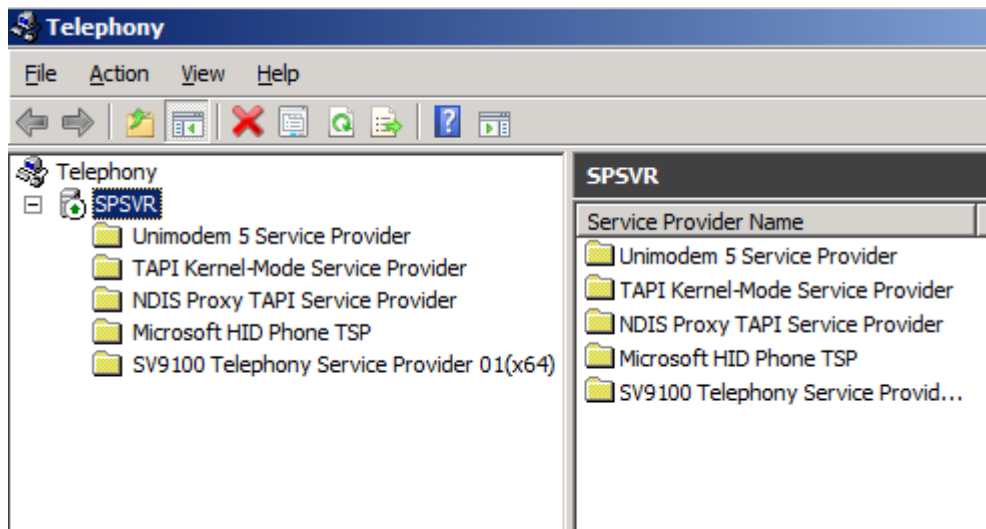 Telephony
File Action View Help
Telephony
SPSVR
Unimodem 5 Service Provider
TAPI Kernel-Mode Service Provider
NDIS Proxy TAPI Service Provider
Microsoft HID Phone TSP
SV9100 Telephony Service Provider 01(x64)
SPSVR
Service Provider Name
Unimodem 5 Service Provider
TAPI Kernel-Mode Service Provider
NDIS Proxy TAPI Service Provider
Microsoft HID Phone TSP
SV9100 Telephony Service Provid...